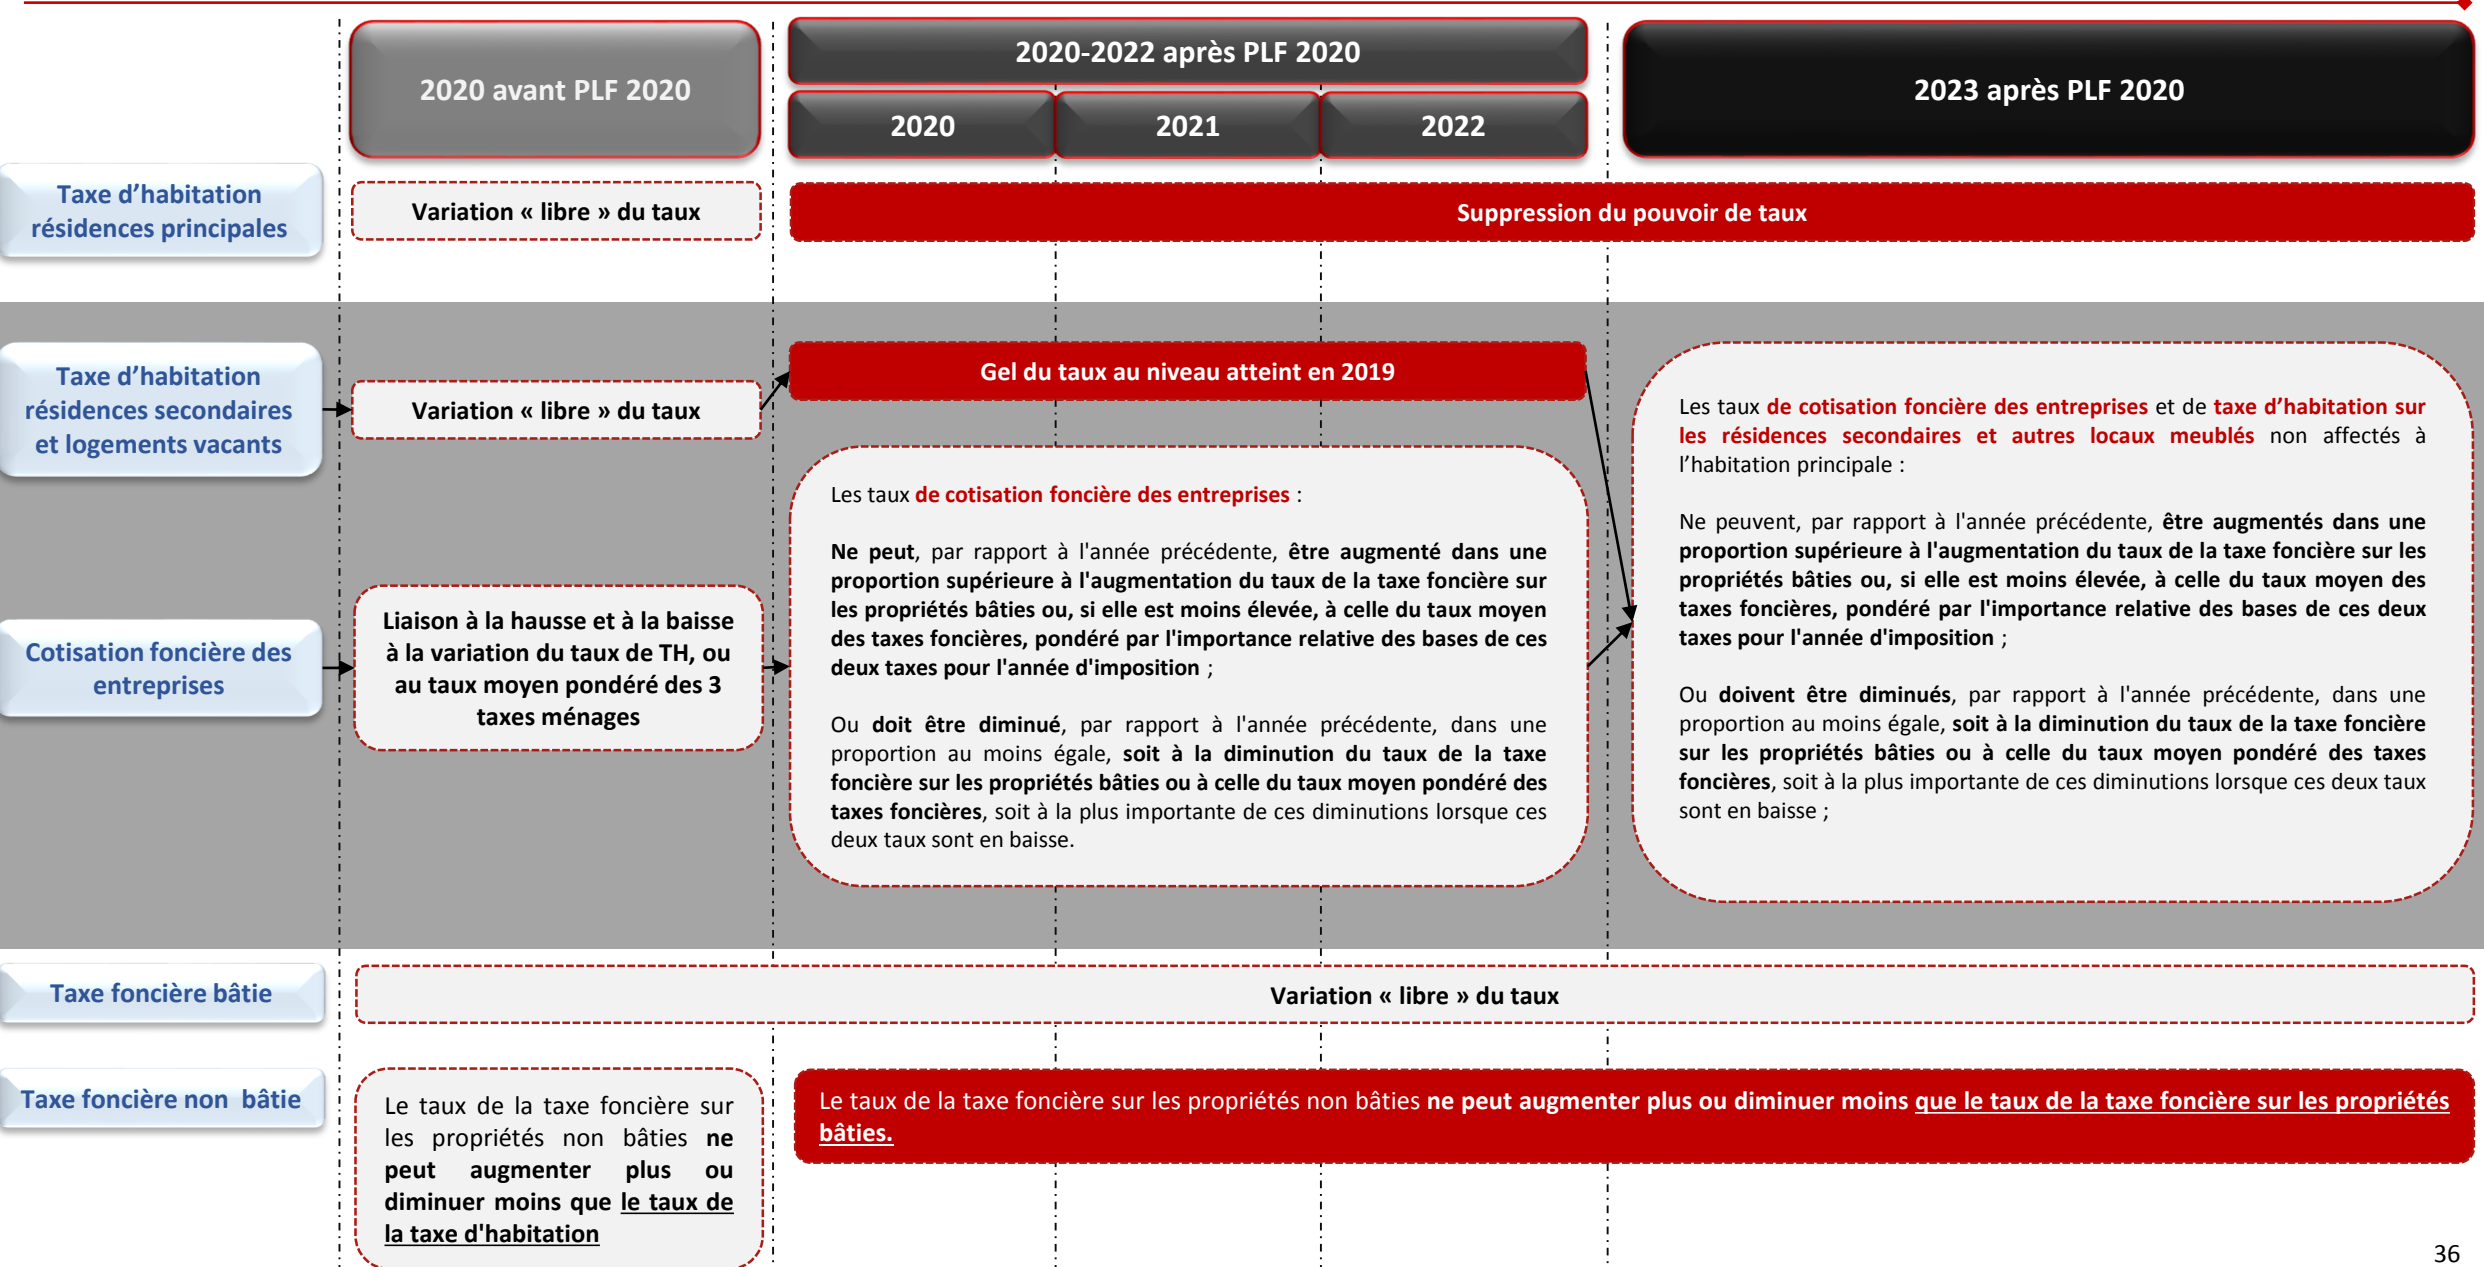 2020 avant PLF 2020
2020-2022 après PLF 2020
2020
2021
2022
2023 après PLF 2020
Taxe d’habitation
résidences principales
Variation « libre » du taux
Suppression du pouvoir de taux
Taxe d’habitation
résidences secondaires
et logements vacants
Variation « libre » du taux
Gel du taux au niveau atteint en 2019
Cotisation foncière des
entreprises
Liaison à la hausse et à la baisse
à la variation du taux de TH, ou
au taux moyen pondéré des 3
taxes ménages
Les taux de cotisation foncière des entreprises :
Ne peut, par rapport à l'année précédente, être augmenté dans une
proportion supérieure à l'augmentation du taux de la taxe foncière sur
les propriétés bâties ou, si elle est moins élevée, à celle du taux moyen
des taxes foncières, pondéré par l'importance relative des bases de ces
deux taxes pour l'année d'imposition ;
Ou doit être diminué, par rapport à l'année précédente, dans une
proportion au moins égale, soit à la diminution du taux de la taxe
foncière sur les propriétés bâties ou à celle du taux moyen pondéré des
taxes foncières, soit à la plus importante de ces diminutions lorsque ces
deux taux sont en baisse.
Les taux de cotisation foncière des entreprises et de taxe d’habitation sur
les résidences secondaires et autres locaux meublés non affectés à
l’habitation principale :
Ne peuvent, par rapport à l'année précédente, être augmentés dans une
proportion supérieure à l'augmentation du taux de la taxe foncière sur les
propriétés bâties ou, si elle est moins élevée, à celle du taux moyen des
taxes foncières, pondéré par l'importance relative des bases de ces deux
taxes pour l'année d'imposition ;
Ou doivent être diminués, par rapport à l'année précédente, dans une
proportion au moins égale, soit à la diminution du taux de la taxe foncière
sur les propriétés bâties ou à celle du taux moyen pondéré des taxes
foncières, soit à la plus importante de ces diminutions lorsque ces deux taux
sont en baisse ;
Taxe foncière bâtie
Variation « libre » du taux
Taxe foncière non  bâtie
Le taux de la taxe foncière sur
les propriétés non bâties ne
peut augmenter plus ou
diminuer moins que le taux de
la taxe d'habitation
Le taux de la taxe foncière sur les propriétés non bâties ne peut augmenter plus ou diminuer moins que le taux de la taxe foncière sur les propriétés
bâties.
36